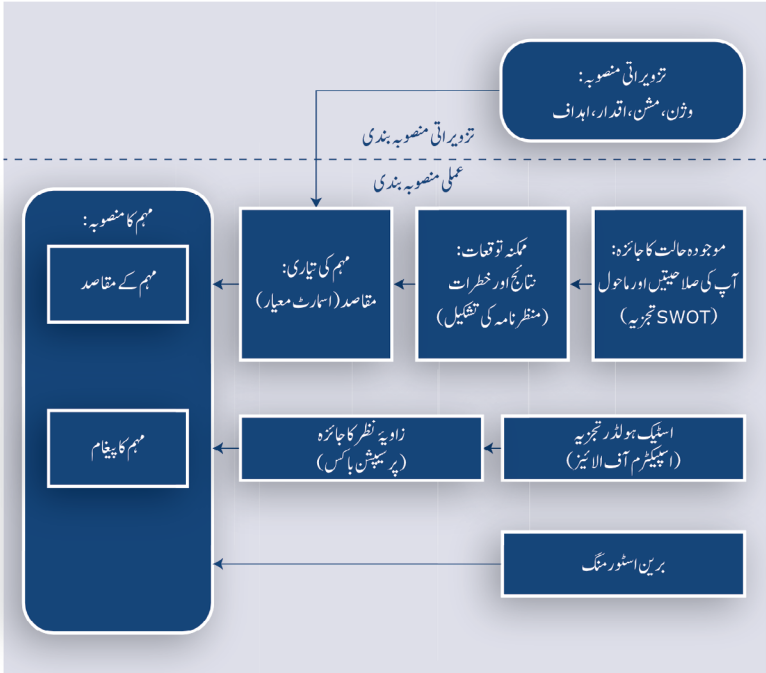 تزویراتی منصوبہ:
وژن، مشن، اقدار، اہداف
تزویراتی منصوبہ بندی
عملی منصوبہ بندی
موجودہ حالت کا جائزہ:
آپ کی صلاحیتیں اور ماحول
(SWOT تجزیہ)
ممکنہ توقعات:
نتائج اور خطرات
(منظر نامہ کی تشکیل)
مہم کی تیاری:
مقاصد (اسمارٹ معیار)
مہم کا منصوبہ:
مہم کے مقاصد
اسٹیک ہولڈر تجزیہ
(اسپیکٹرم آف الائیز)
زاویۂ نظر کا جائزہ
(پرسیپشن باکس)
مہم کا پیغام
برین اسٹورمنگ